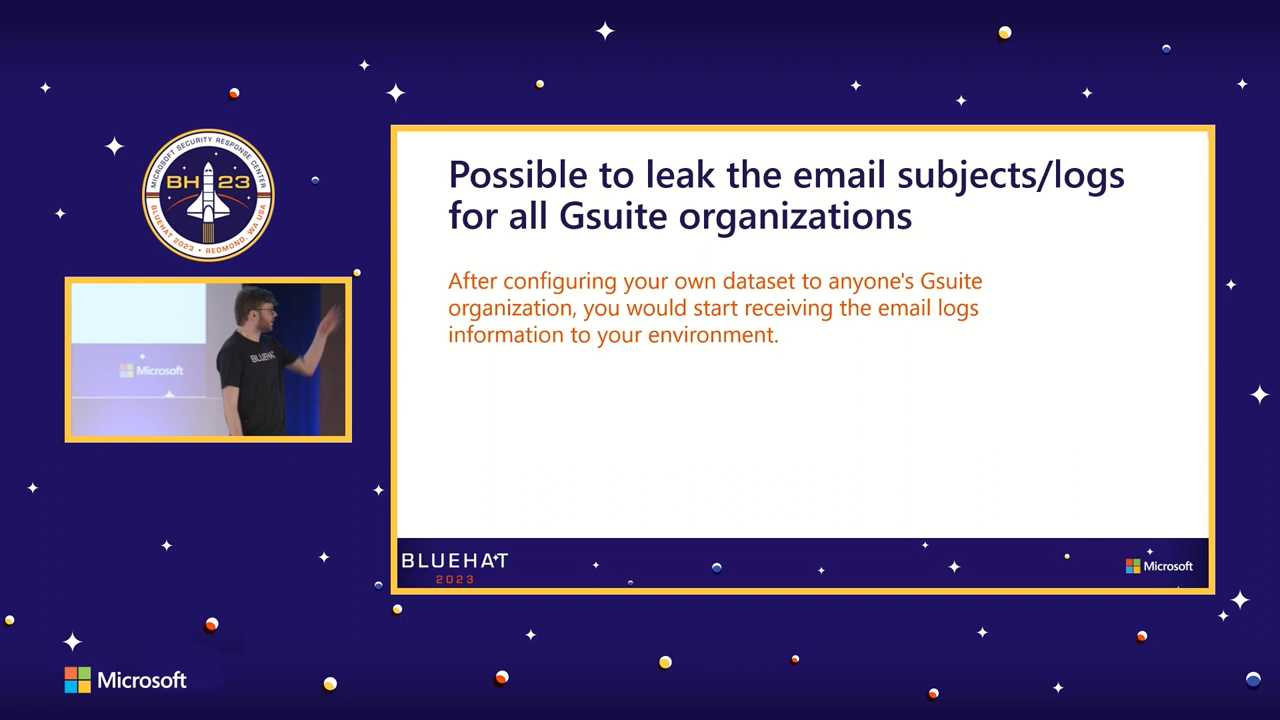 MICROSOFT SECURITY RESPONSE CENTER
BH 23
BLUEHAT 2023 • REDMOND, WA USA
Possible to leak the email subjects/logs
for all Gsuite organizations
After configuring your own dataset to anyone's Gsuite
organization, you would start receiving the email logs
information to your environment.
Microsoft
BLUEHAT
BLUEHAT
2023
Microsoft
Microsoft